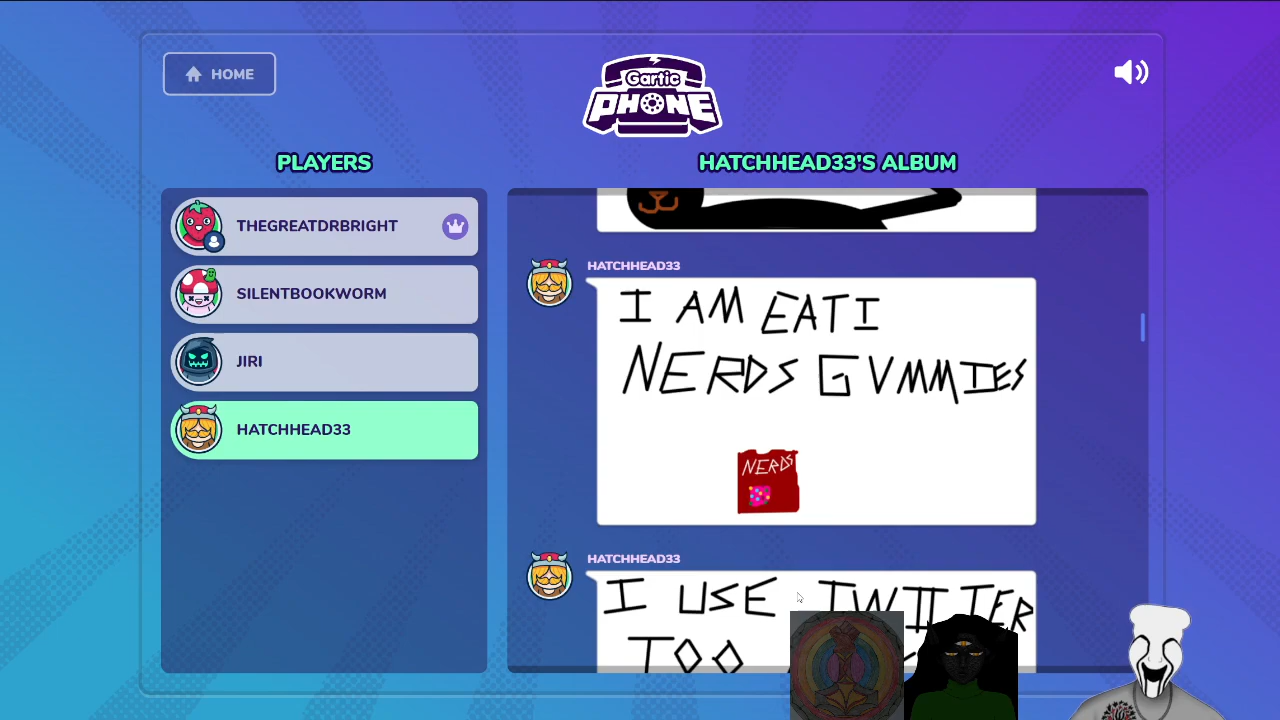 HOME
Gartic
PHONE
PLAYERS
HATCHHEAD33'S ALBUM
THEGREATDRBRIGHT
SILENTBOOKWORM
JIRI
HATCHHEAD33
HATCHHEAD33
I AM EATI
NERDS GVMMIES
NERDS
HATCHHEAD33
I USE TWITTER
TOO